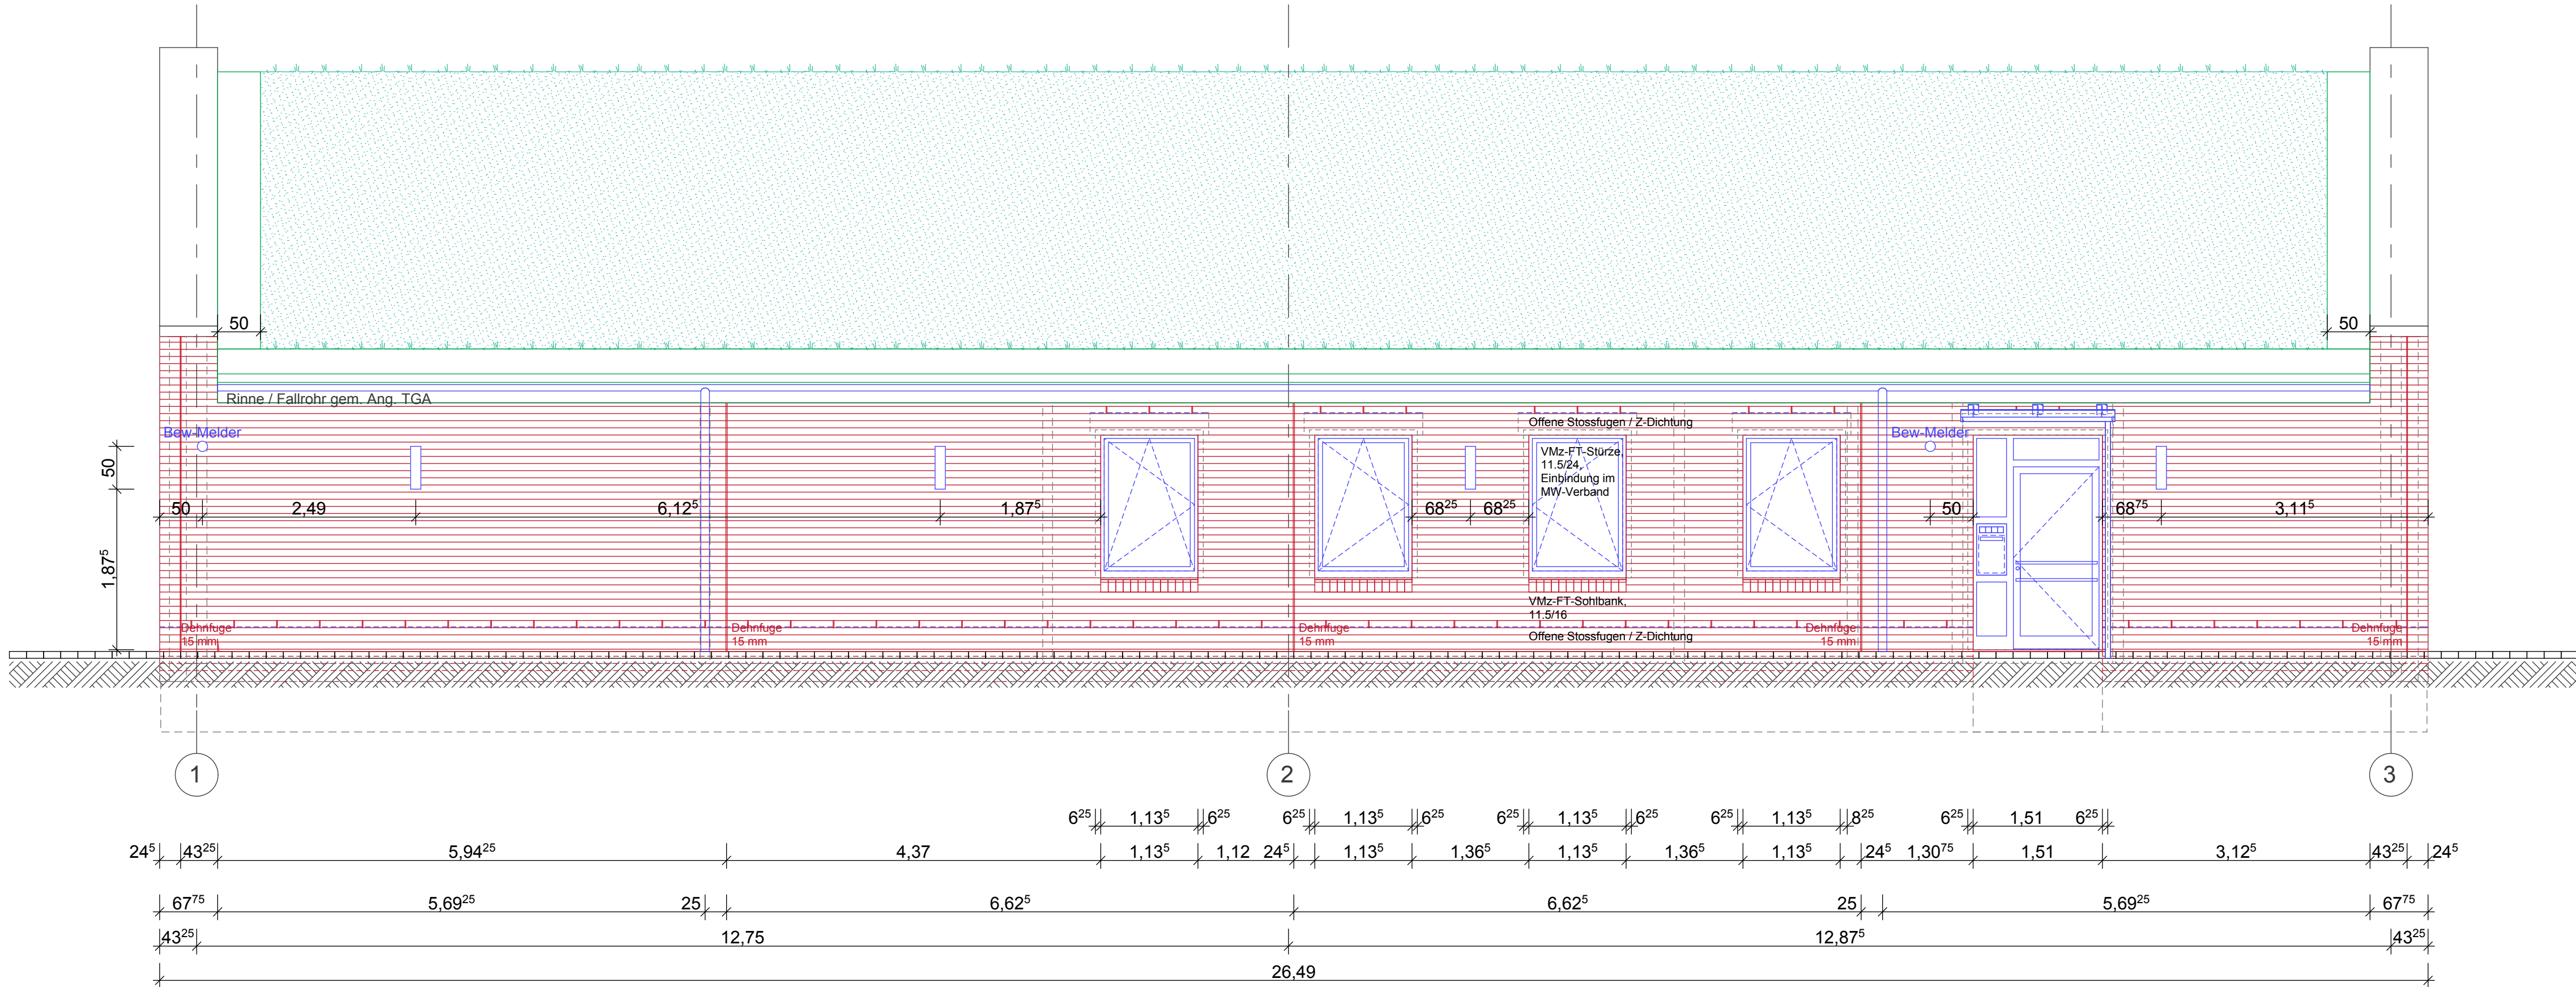 50
50
Rinne / Fallrohr gem. Ang. TGA
Offene Stossfugen / Z-Dichtung
Bew-Melder
Bew-Melder
VMz-FT-Stürze,
11.5/24,
Einbindung im
MW-Verband
50
1,87⁵
50
2,49
6,12⁵
1,87⁵
68²⁵
68²⁵
50
68⁷⁵
3,11⁵
VMz-FT-Sohlbank,
11.5/16
Dehnfuge
15 mm
Dehnfuge
15 mm
Dehnfuge
15 mm
Offene Stossfugen / Z-Dichtung
Dehnfuge
15 mm
Dehnfuge
15 mm
1
2
3
6²⁵ 1,13⁵ 6²⁵ 6²⁵ 1,13⁵ 6²⁵ 6²⁵ 1,13⁵ 6²⁵ 6²⁵ 1,13⁵ 8²⁵ 6²⁵ 1,51 6²⁵
24⁵ 43²⁵ 5,94²⁵ 4,37 1,13⁵ 1,12 24⁵ 1,13⁵ 1,36⁵ 1,13⁵ 1,36⁵ 1,13⁵ 24⁵ 1,30⁷⁵ 1,51 3,12⁵ 43²⁵ 24⁵
67⁷⁵ 5,69²⁵ 25 6,62⁵ 6,62⁵ 25 5,69²⁵ 67⁷⁵
43²⁵ 12,75 12,87⁵ 43²⁵
26,49